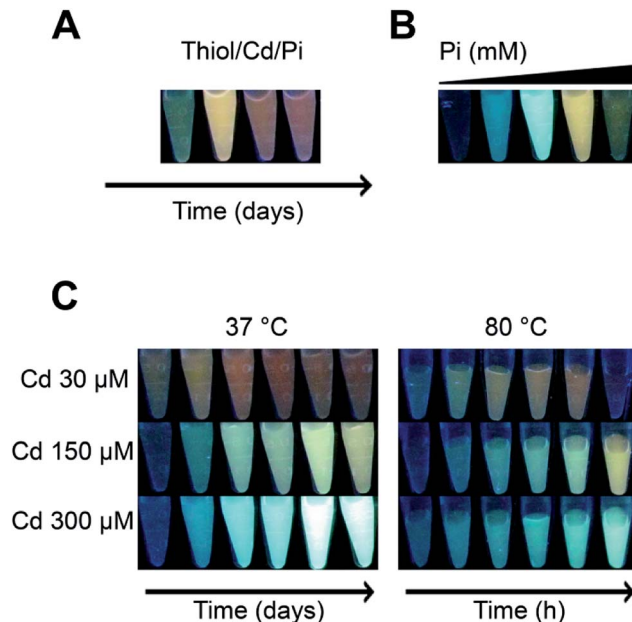 A
Thiol/Cd/Pi
Time (days)
B
Pi (mM)
C
37 °C
80 °C
Cd 30 µM
Cd 150 µM
Cd 300 µM
Time (days)
Time (h)